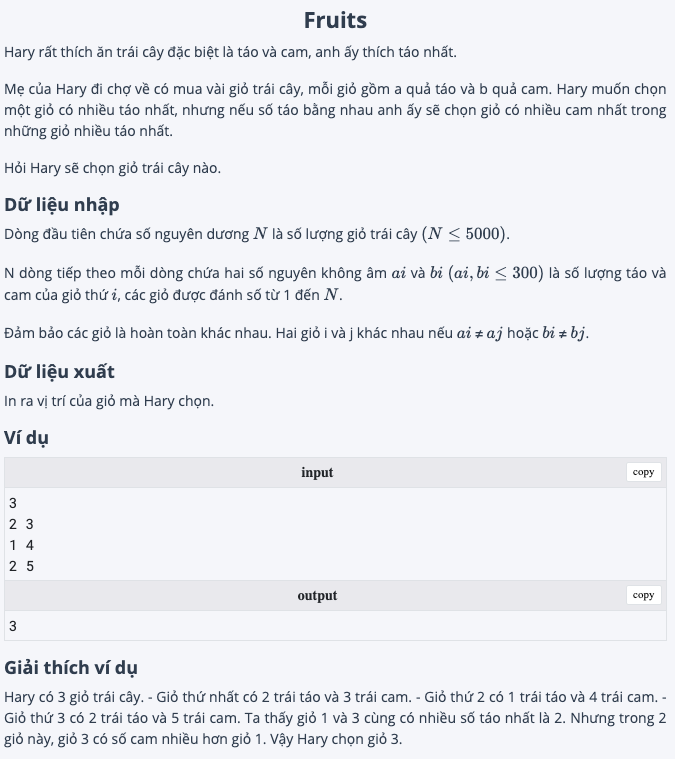 Fruits
Hary rất thích ăn trái cây đặc biệt là táo và cam, anh ấy thích táo nhất.
Mẹ của Hary đi chợ về có mua vài giỏ trái cây, mỗi giỏ gồm a quả táo và b quả cam. Hary muốn chọn
một giỏ có nhiều táo nhất, nhưng nếu số táo bằng nhau anh ấy sẽ chọn giỏ có nhiều cam nhất trong
những giỏ nhiều táo nhất.
Hỏi Hary sẽ chọn giỏ trái cây nào.
Dữ liệu nhập
Dòng đầu tiên chứa số nguyên dương N là số lượng giỏ trái cây (N ≤ 5000).
N dòng tiếp theo mỗi dòng chứa hai số nguyên không âm ai và bi (ai, bi ≤ 300) là số lượng táo và
cam của giỏ thứ i, các giỏ được đánh số từ 1 đến N.
Đảm bảo các giỏ là hoàn toàn khác nhau. Hai giỏ i và j khác nhau nếu ai ≠ aj hoặc bi ≠ bj.
Dữ liệu xuất
In ra vị trí của giỏ mà Hary chọn.
Ví dụ
input copy
3
2 3
1 4
2 5
output copy
3
Giải thích ví dụ
Hary có 3 giỏ trái cây. - Giỏ thứ nhất có 2 trái táo và 3 trái cam. - Giỏ thứ 2 có 1 trái táo và 4 trái cam. -
Giỏ thứ 3 có 2 trái táo và 5 trái cam. Ta thấy giỏ 1 và 3 cùng có nhiều số táo nhất là 2. Nhưng trong 2
giỏ này, giỏ 3 có số cam nhiều hơn giỏ 1. Vậy Hary chọn giỏ 3.